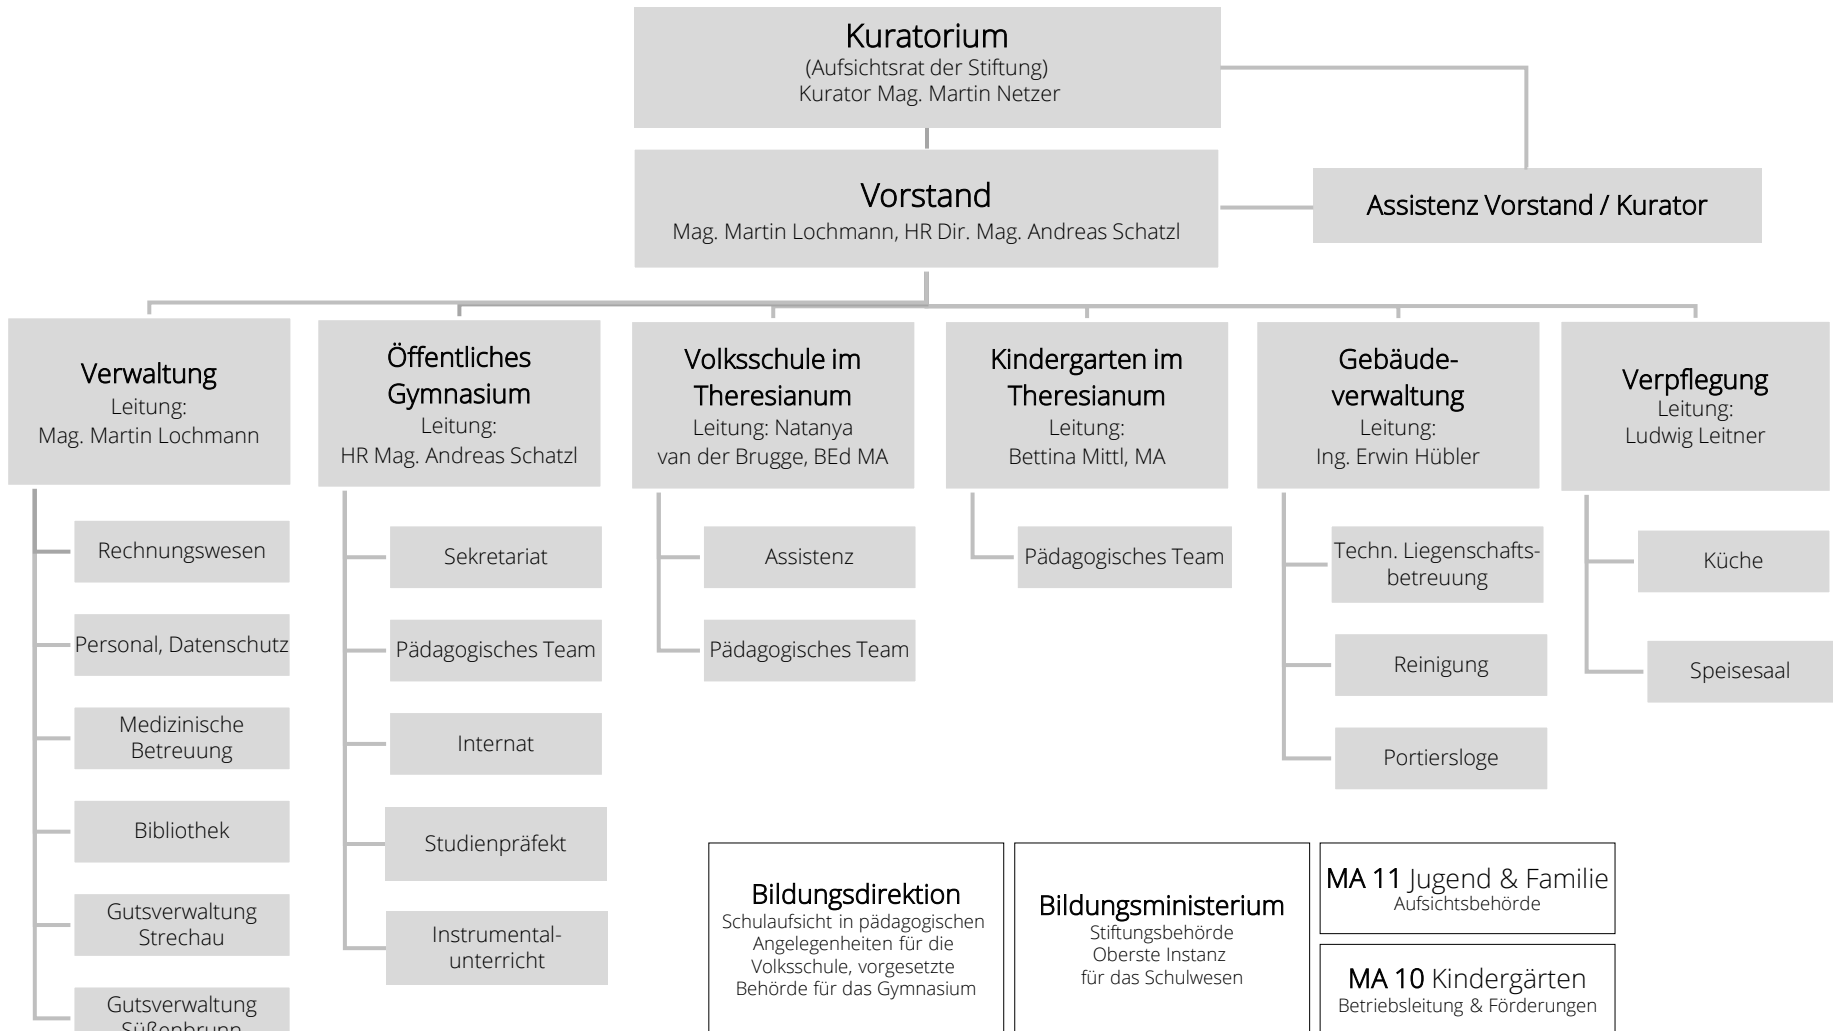 Kuratorium
(Aufsichtsrat der Stiftung)
Kurator Mag. Martin Netzer
Vorstand
Mag. Martin Lochmann, HR Dir. Mag. Andreas Schatzl
Assistenz Vorstand / Kurator
Verwaltung
Leitung:
Mag. Martin Lochmann
Rechnungswesen
Personal, Datenschutz
Medizinische
Betreuung
Bibliothek
Gutsverwaltung
Strechau
Gutsverwaltung
Süßenbrunn
Öffentliches
Gymnasium
Leitung:
HR Mag. Andreas Schatzl
Sekretariat
Pädagogisches Team
Internat
Studienpräfekt
Instrumental-
unterricht
Volksschule im
Theresianum
Leitung: Natanya
van der Brugge, BEd MA
Assistenz
Pädagogisches Team
Kindergarten im
Theresianum
Leitung:
Bettina Mittl, MA
Pädagogisches Team
Gebäude-
verwaltung
Leitung:
Ing. Erwin Hübler
Techn. Liegenschafts-
betreuung
Reinigung
Portiersloge
Verpflegung
Leitung:
Ludwig Leitner
Küche
Speisesaal
Bildungsdirektion
Schulaufsicht in pädagogischen
Angelegenheiten für die
Volksschule, vorgesetzte
Behörde für das Gymnasium
Bildungsministerium
Stiftungsbehörde
Oberste Instanz
für das Schulwesen
MA 11 Jugend & Familie
Aufsichtsbehörde
MA 10 Kindergärten
Betriebsleitung & Förderungen